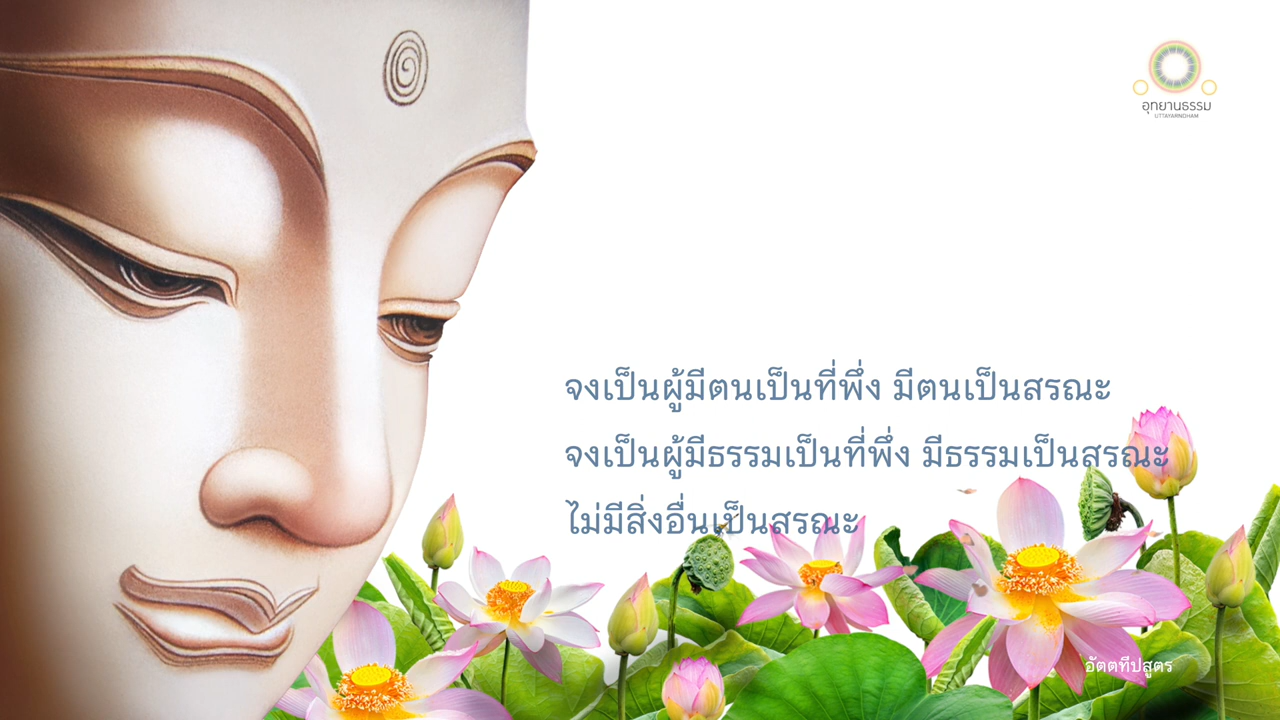 อุทยานธรรม
UTTAYARNDHAM
จงเป็นผู้มีตนเป็นที่พึ่ง มีตนเป็นสรณะ
จงเป็นผู้มีธรรมเป็นที่พึ่ง มีธรรมเป็นสรณะ
ไม่มีสิ่งอื่นเป็นสรณะ
อัตตทีปสูตร